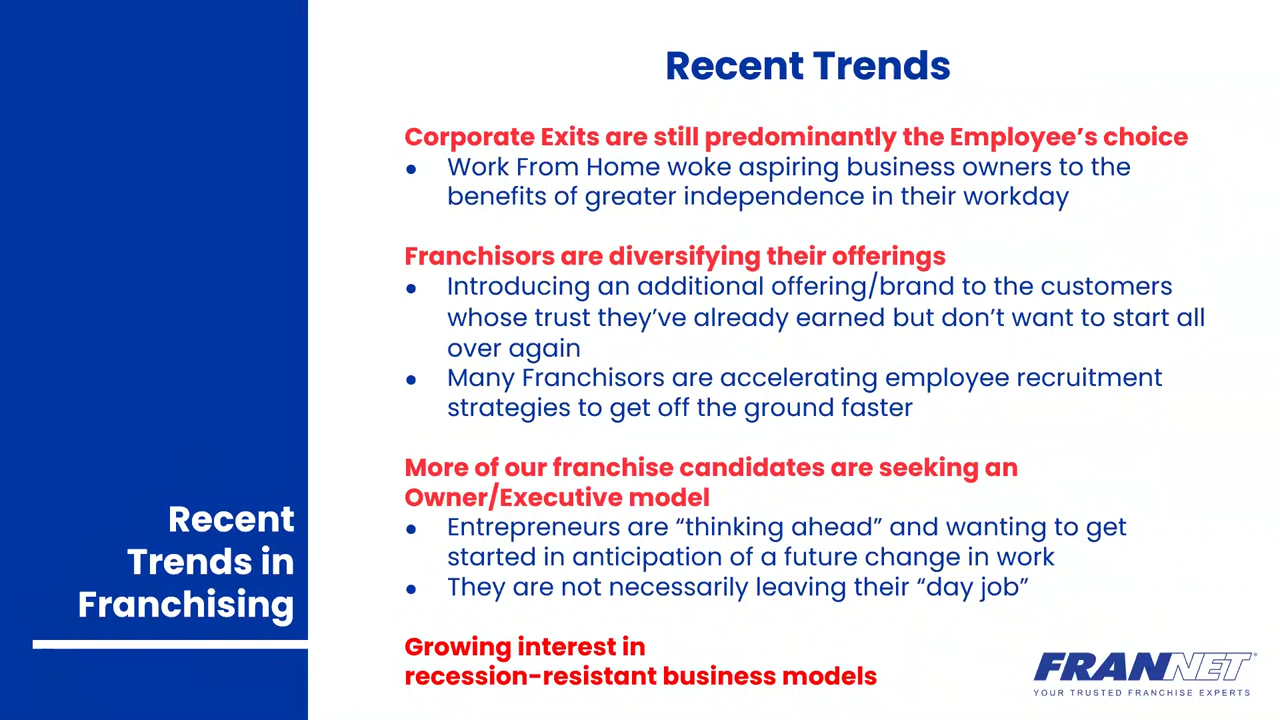 Recent Trends
Corporate Exits are still predominantly the Employee’s choice
• Work From Home woke aspiring business owners to the
benefits of greater independence in their workday
Franchisors are diversifying their offerings
• Introducing an additional offering/brand to the customers
whose trust they’ve already earned but don’t want to start all
over again
• Many Franchisors are accelerating employee recruitment
strategies to get off the ground faster
More of our franchise candidates are seeking an
Owner/Executive model
• Entrepreneurs are “thinking ahead” and wanting to get
started in anticipation of a future change in work
• They are not necessarily leaving their “day job”
Growing interest in
recession-resistant business models
Recent
Trends in
Franchising
FRANNET
YOUR TRUSTED FRANCHISE EXPERTS